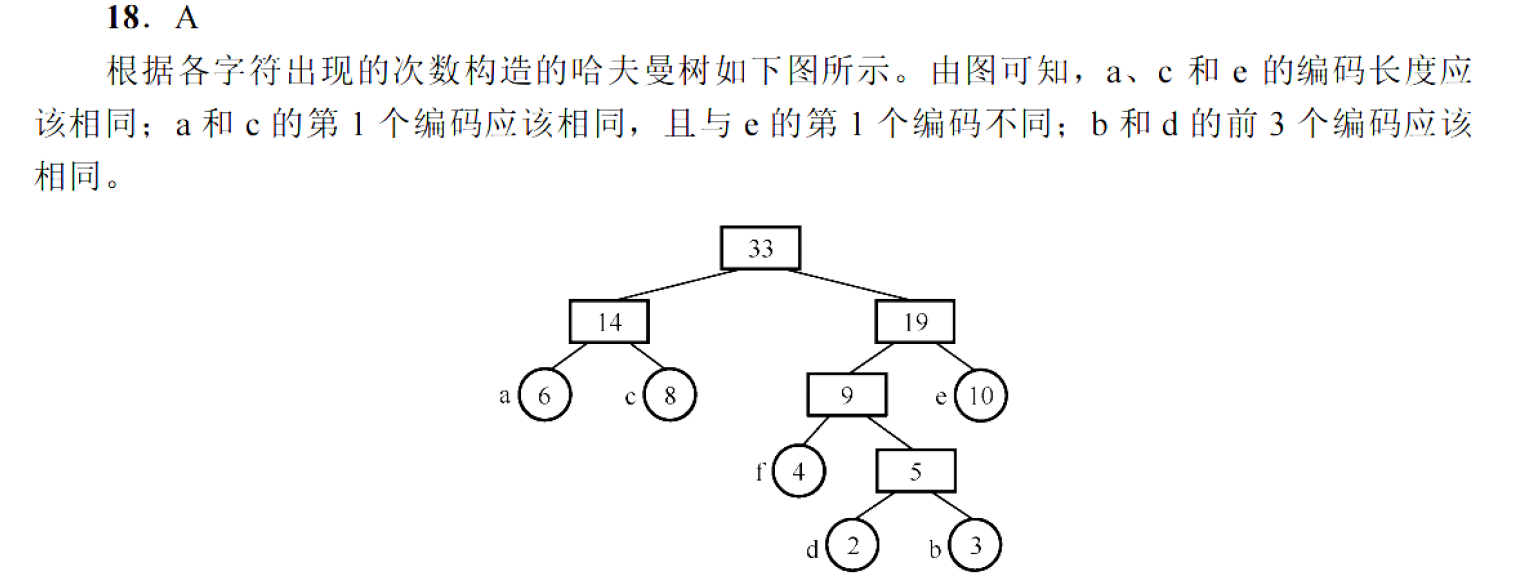 18. A
根据各字符出现的次数构造的哈夫曼树如下图所示。由图可知，a、c 和 e 的编码长度应
该相同；a 和 c 的第 1 个编码应该相同，且与 e 的第 1 个编码不同；b 和 d 的前 3 个编码应该
相同。
33
14 19
a 6 c 8 9 e 10
f 4 5
d 2 b 3